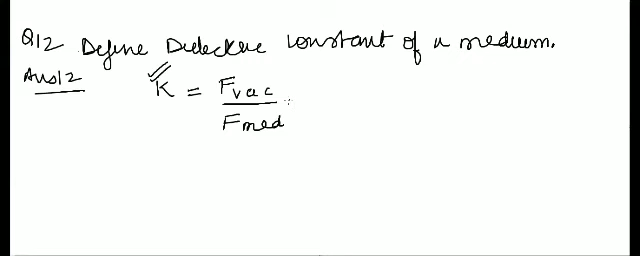 Q12 Define Dielectric constant of a medium.
Ans12 K = Fvac
Fmed